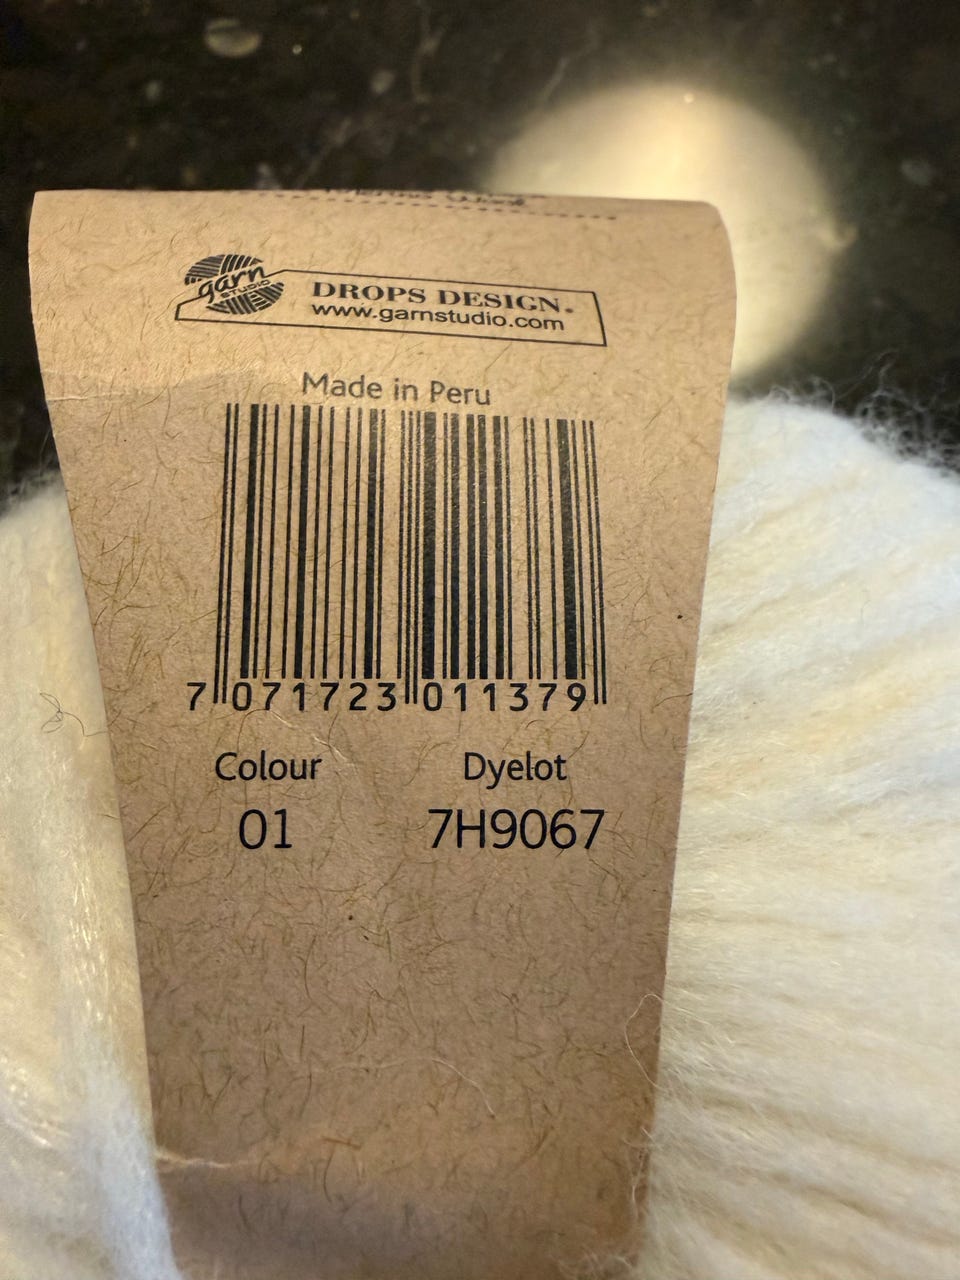 garn
STUDIO
DROPS DESIGN.
www.garnstudio.com
Made in Peru
7 071723 011379
Colour Dyelot
01 7H9067